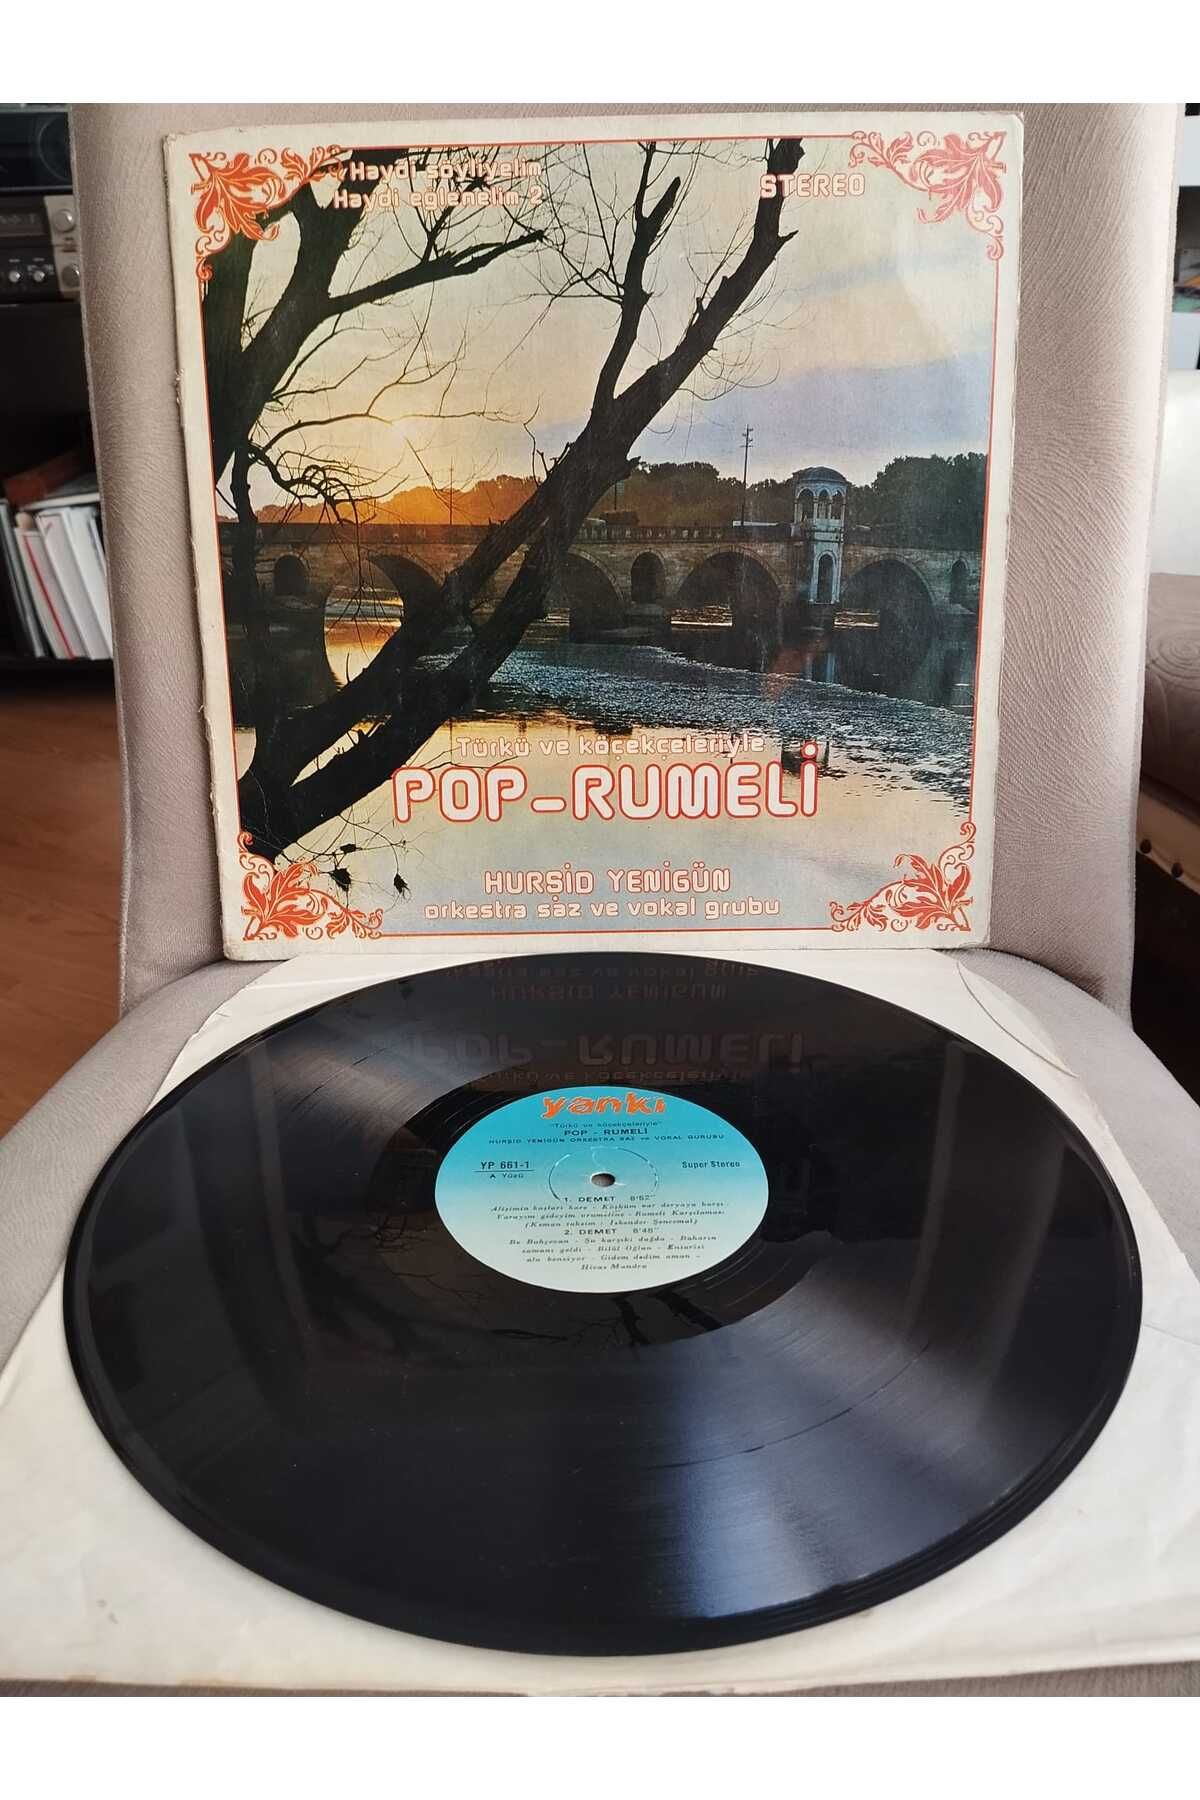 Haydi söyliyelim
Haydi eğlenelim 2
STEREO
Türkü ve köçekçeleriyle
POP-RUMELİ
HURŞİD YENİGÜN
orkestra saz ve vokal grubu
yankı
"Türkü ve köçekçeleriyle"
POP - RUMELİ
HURŞİD YENİGÜN ORKESTRA SAZ ve VOKAL GURUBU
YP 661-1
Super Stereo
A Yüzü
1. DEMET 8'52"
Alişimin kaşları kare - Köşküm var deryaya karşı -
Varayım gideyim urumeline - Rumeli Karşılaması
(Keman taksim : İskender Şencemal)
2. DEMET 8'48"
Be Bahçevan - Şu karşıki dağda - Baharın
zamanı geldi - Bilâl Oğlan - Entarisi
ala benziyor - Gidem dedim aman -
Hicaz Mandra